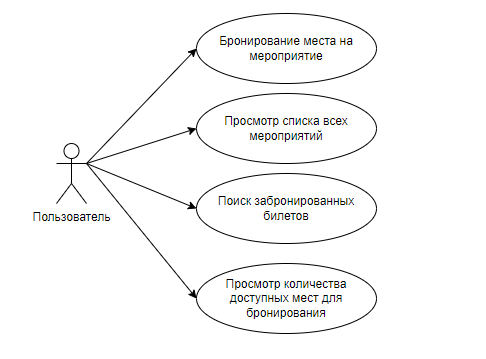 Бронирование места на
мероприятие
Просмотр списка всех
мероприятий
Пользователь
Поиск забронированных
билетов
Просмотр количества
доступных мест для
бронирования